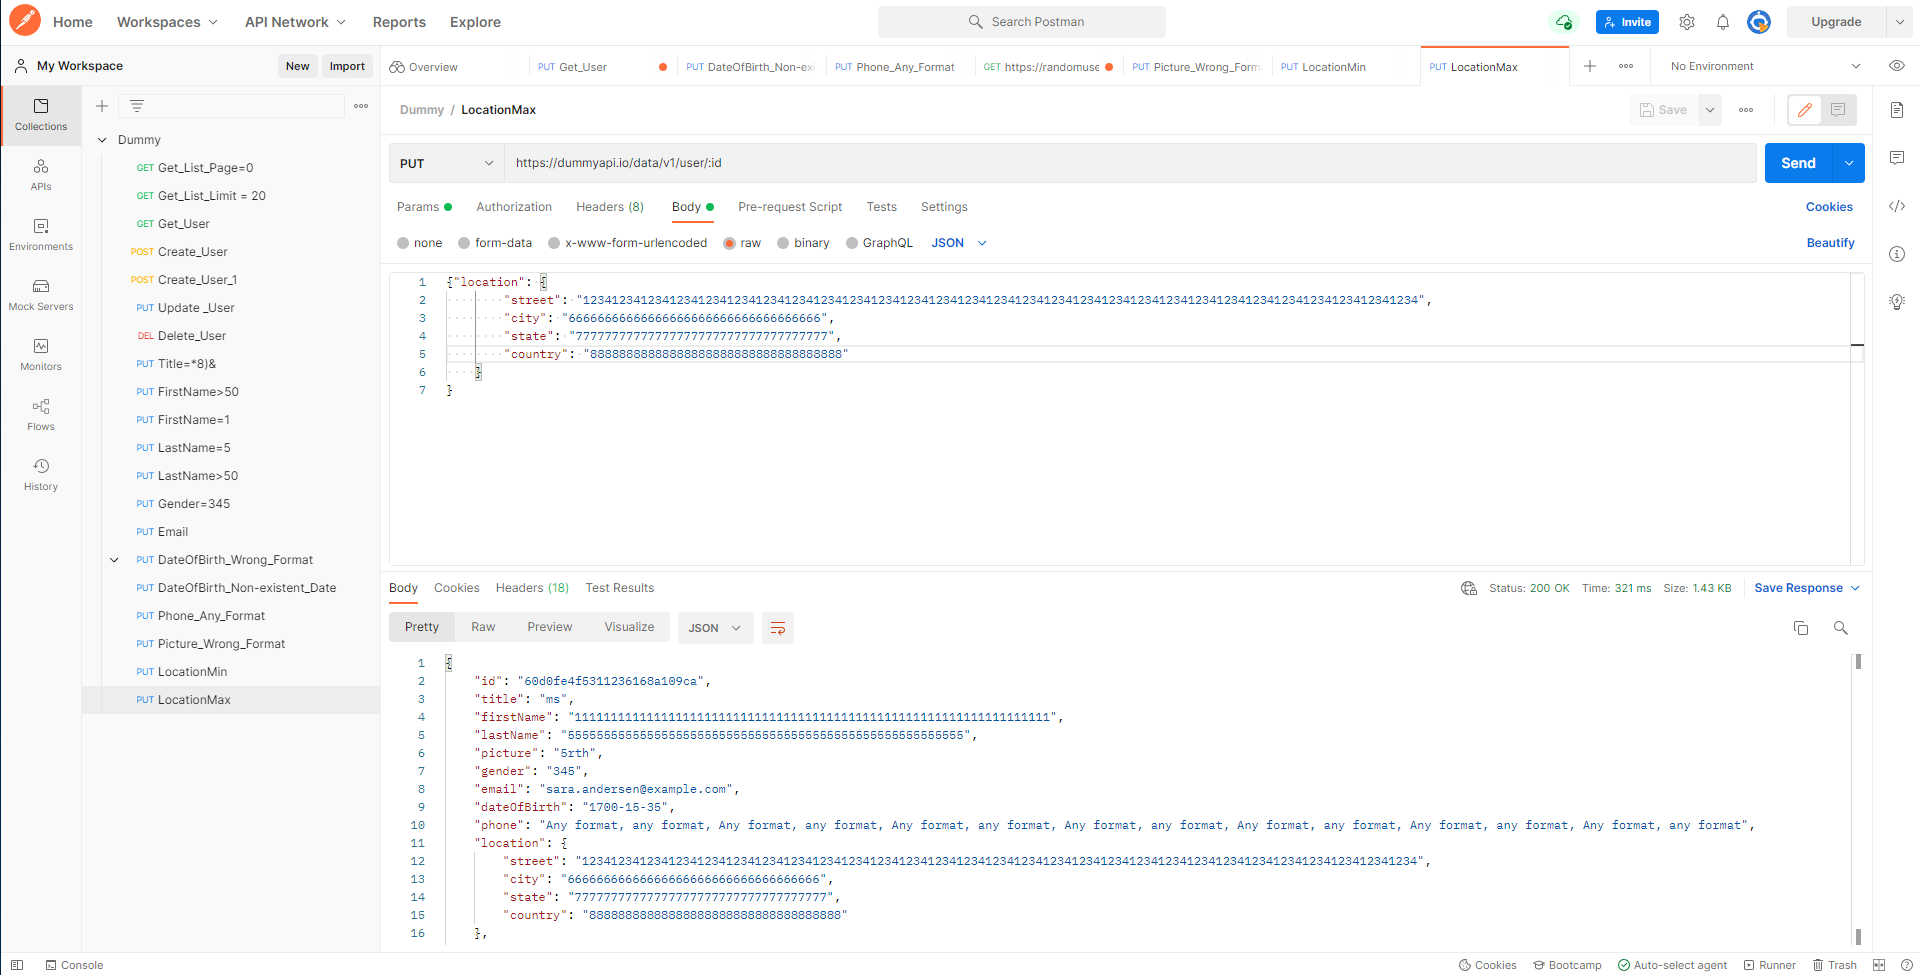 Home Workspaces API Network Reports Explore Search Postman Invite Upgrade
My Workspace New Import Overview PUT Get_User PUT DateOfBirth_Non-exi PUT Phone_Any_Format GET https://randomuse PUT Picture_Wrong_Form PUT LocationMin PUT LocationMax No Environment
Collections
APIs
Environments
Mock Servers
Monitors
Flows
History
Dummy
GET Get_List_Page=0
GET Get_List_Limit = 20
GET Get_User
POST Create_User
POST Create_User_1
PUT Update _User
DEL Delete_User
PUT Title=*8)&
PUT FirstName>50
PUT FirstName=1
PUT LastName=5
PUT LastName>50
PUT Gender=345
PUT Email
PUT DateOfBirth_Wrong_Format
PUT DateOfBirth_Non-existent_Date
PUT Phone_Any_Format
PUT Picture_Wrong_Format
PUT LocationMin
PUT LocationMax
Dummy / LocationMax Save
PUT https://dummyapi.io/data/v1/user/:id Send
Params Authorization Headers (8) Body Pre-request Script Tests Settings Cookies
none form-data x-www-form-urlencoded raw binary GraphQL JSON Beautify
1 {"location": {
2 "street": "12341234123412341234123412341234123412341234123412341234123412341234123412341234123412341234123412341234123412341234",
3 "city": "66666666666666666666666666666666666",
4 "state": "77777777777777777777777777777777777",
5 "country": "88888888888888888888888888888888888"
6 }
7 }
Body Cookies Headers (18) Test Results Status: 200 OK Time: 321 ms Size: 1.43 KB Save Response
Pretty Raw Preview Visualize JSON
1 {
2 "id": "60d0fe4f5311236168a109ca",
3 "title": "ms",
4 "firstName": "111111111111111111111111111111111111111111111111111111111111111111",
5 "lastName": "5555555555555555555555555555555555555555555555555555555",
6 "picture": "5rth",
7 "gender": "345",
8 "email": "sara.andersen@example.com",
9 "dateOfBirth": "1700-15-35",
10 "phone": "Any format, any format, Any format, any format, Any format, any format, Any format, any format, Any format, any format, Any format, any format, Any format, any format",
11 "location": {
12 "street": "12341234123412341234123412341234123412341234123412341234123412341234123412341234123412341234123412341234123412341234",
13 "city": "66666666666666666666666666666666666",
14 "state": "77777777777777777777777777777777777",
15 "country": "88888888888888888888888888888888888"
16 },
Console Cookies Bootcamp Auto-select agent Runner Trash